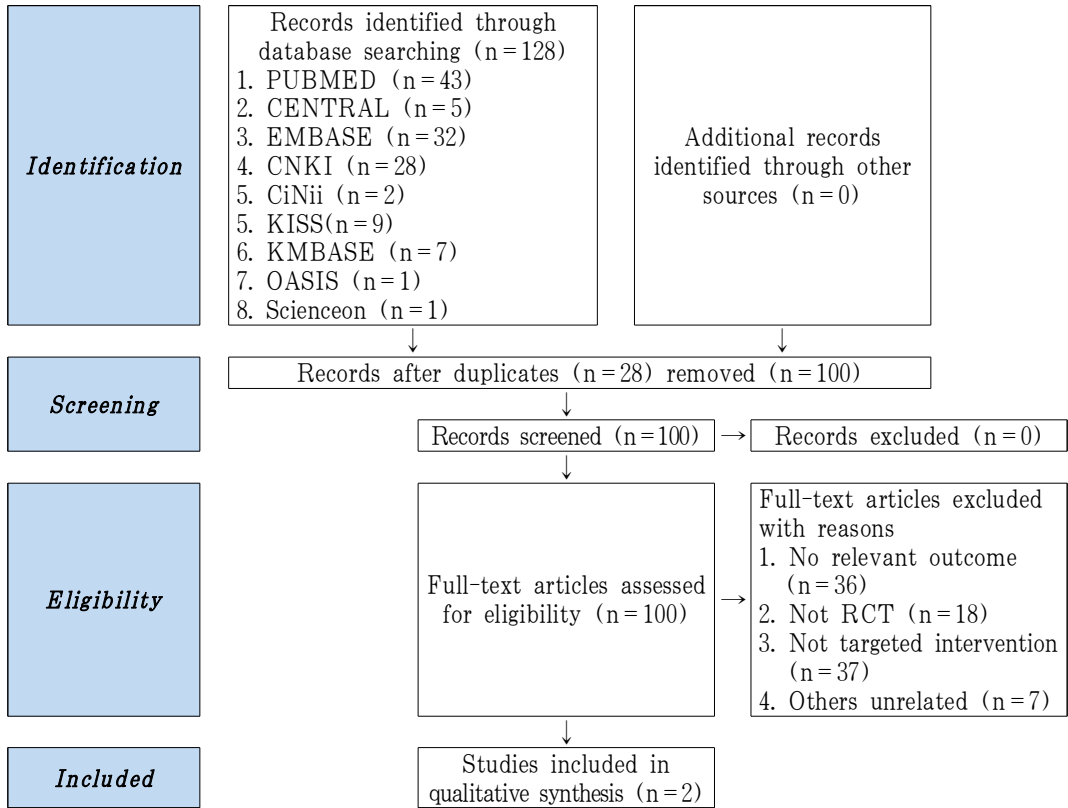 Identification
Records identified through
database searching (n=128)
1. PUBMED (n=43)
2. CENTRAL (n=5)
3. EMBASE (n=32)
4. CNKI (n=28)
5. CiNii (n=2)
5. KISS(n=9)
6. KMBASE (n=7)
7. OASIS (n=1)
8. Scienceon (n=1)
Additional records
identified through other
sources (n=0)
Screening
Records after duplicates (n=28) removed (n=100)
Records screened (n=100)
Records excluded (n=0)
Eligibility
Full-text articles assessed
for eligibility (n=100)
Full-text articles excluded
with reasons
1. No relevant outcome
(n=36)
2. Not RCT (n=18)
3. Not targeted intervention
(n=37)
4. Others unrelated (n=7)
Included
Studies included in
qualitative synthesis (n=2)